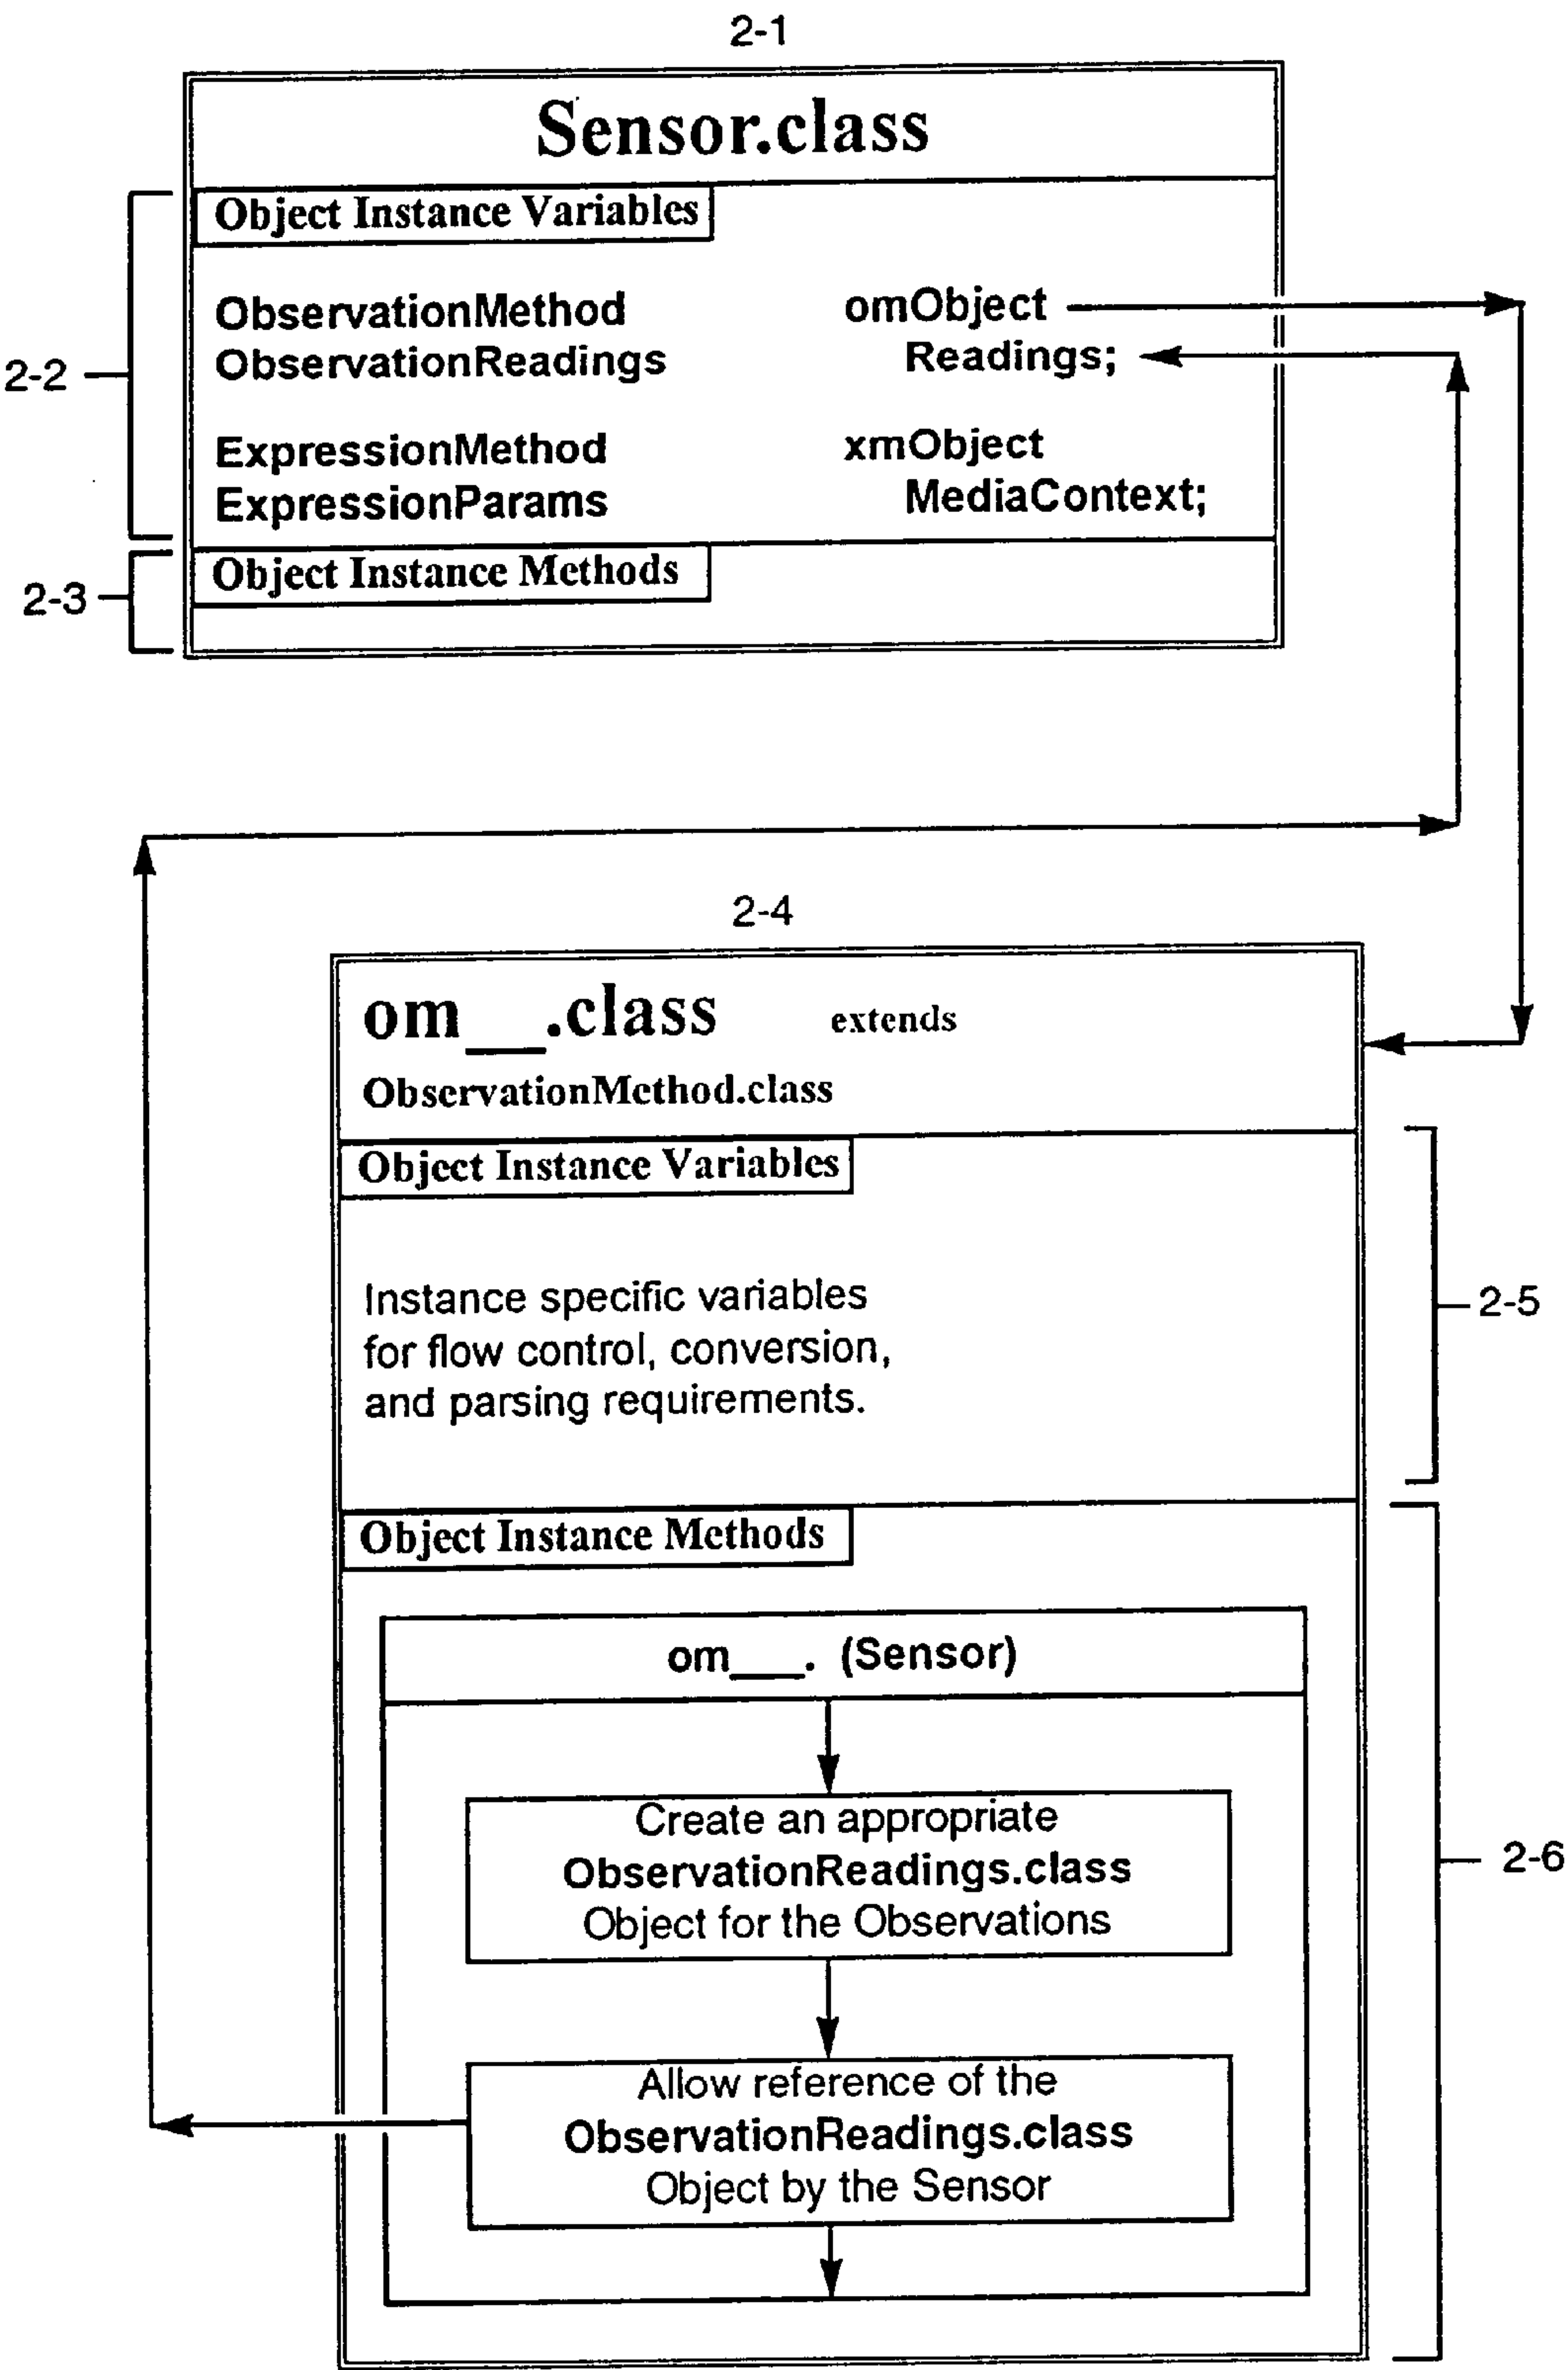 2-1
Sensor.class
Object Instance Variables
ObservationMethod omObject
ObservationReadings Readings;
2-2
ExpressionMethod xmObject
ExpressionParams MediaContext;
Object Instance Methods
2-3
2-4
om___.class extends
ObservationMethod.class
Object Instance Variables
Instance specific variables
for flow control, conversion,
and parsing requirements.
2-5
Object Instance Methods
om___. (Sensor)
Create an appropriate
ObservationReadings.class
Object for the Observations
2-6
Allow reference of the
ObservationReadings.class
Object by the Sensor